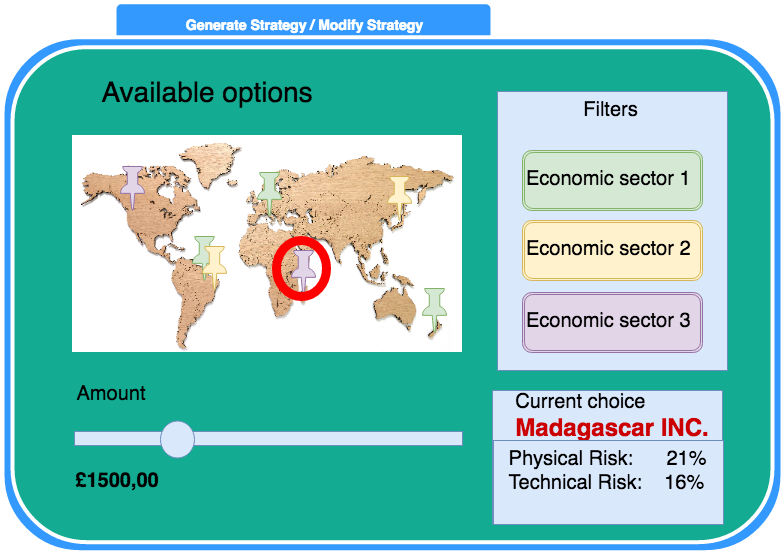 Generate Strategy / Modify Strategy
Available options
Filters
Economic sector 1
Economic sector 2
Economic sector 3
Amount
£1500,00
Current choice
Madagascar INC.
Physical Risk: 21%
Technical Risk: 16%